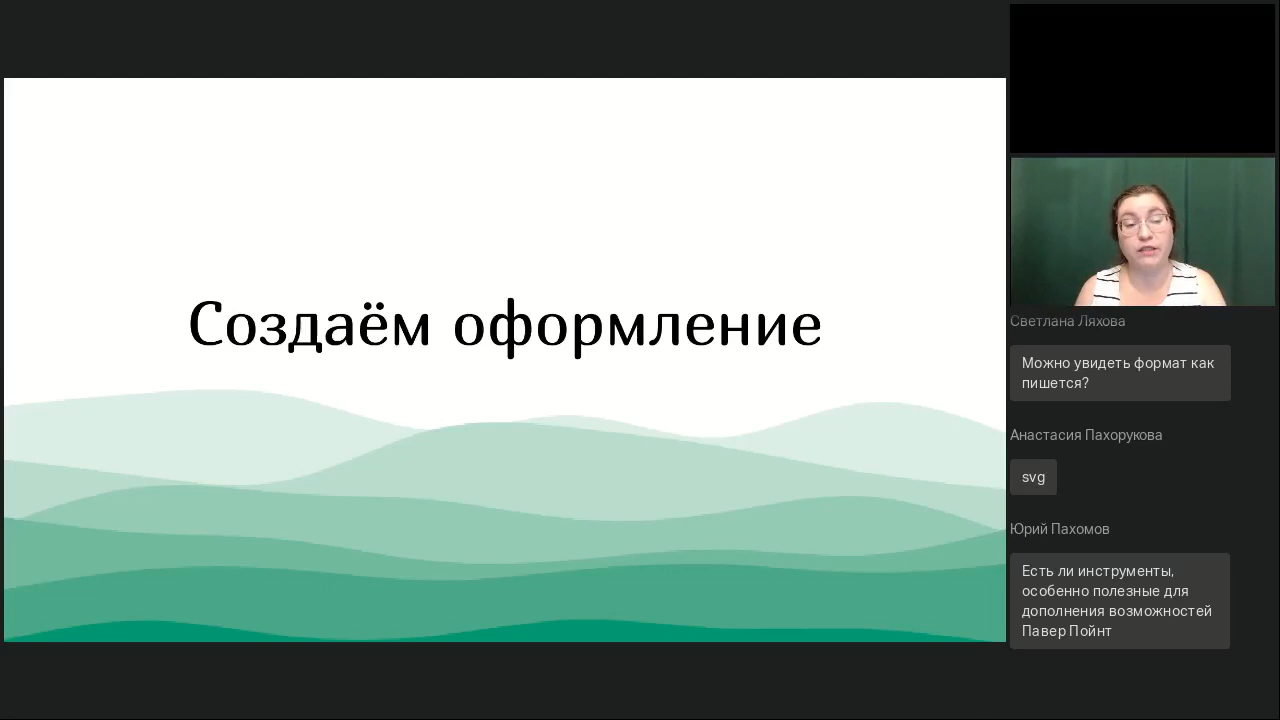 Создаём оформление
Светлана Ляхова
Можно увидеть формат как
пишется?
Анастасия Пахорукова
svg
Юрий Пахомов
Есть ли инструменты,
особенно полезные для
дополнения возможностей
Павер Пойнт